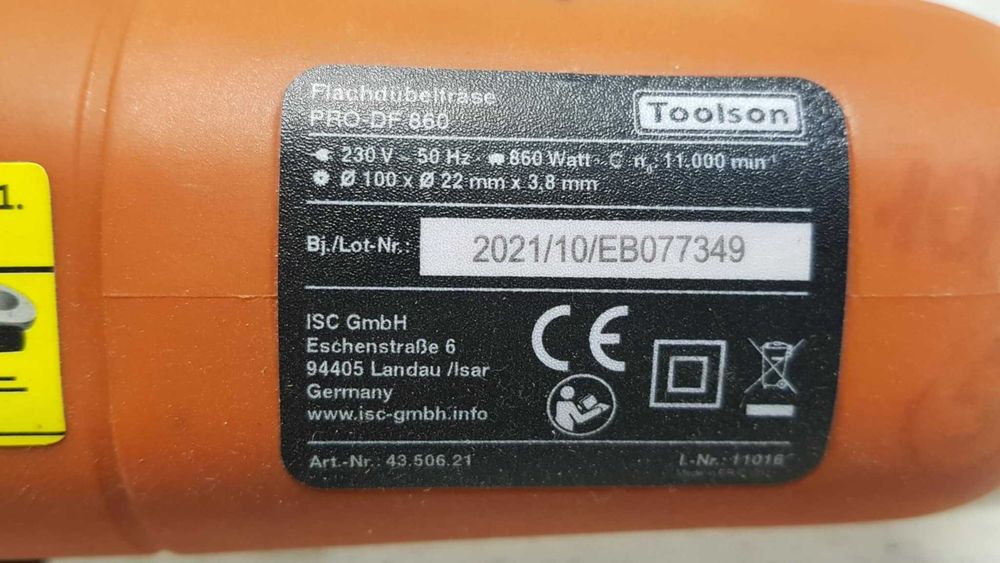 1.
Flachdübelfräse
Toolson
PRO DF 860
230 V ~ 50 Hz · 860 Watt · n₀: 11.000 min⁻¹
Ø 100 x Ø 22 mm x 3,8 mm
Bj./Lot-Nr.: 2021/10/EB077349
ISC GmbH
Eschenstraße 6
94405 Landau /Isar
Germany
www.isc-gmbh.info
CE
Art.-Nr.: 43.506.21
I.-Nr.: 11016